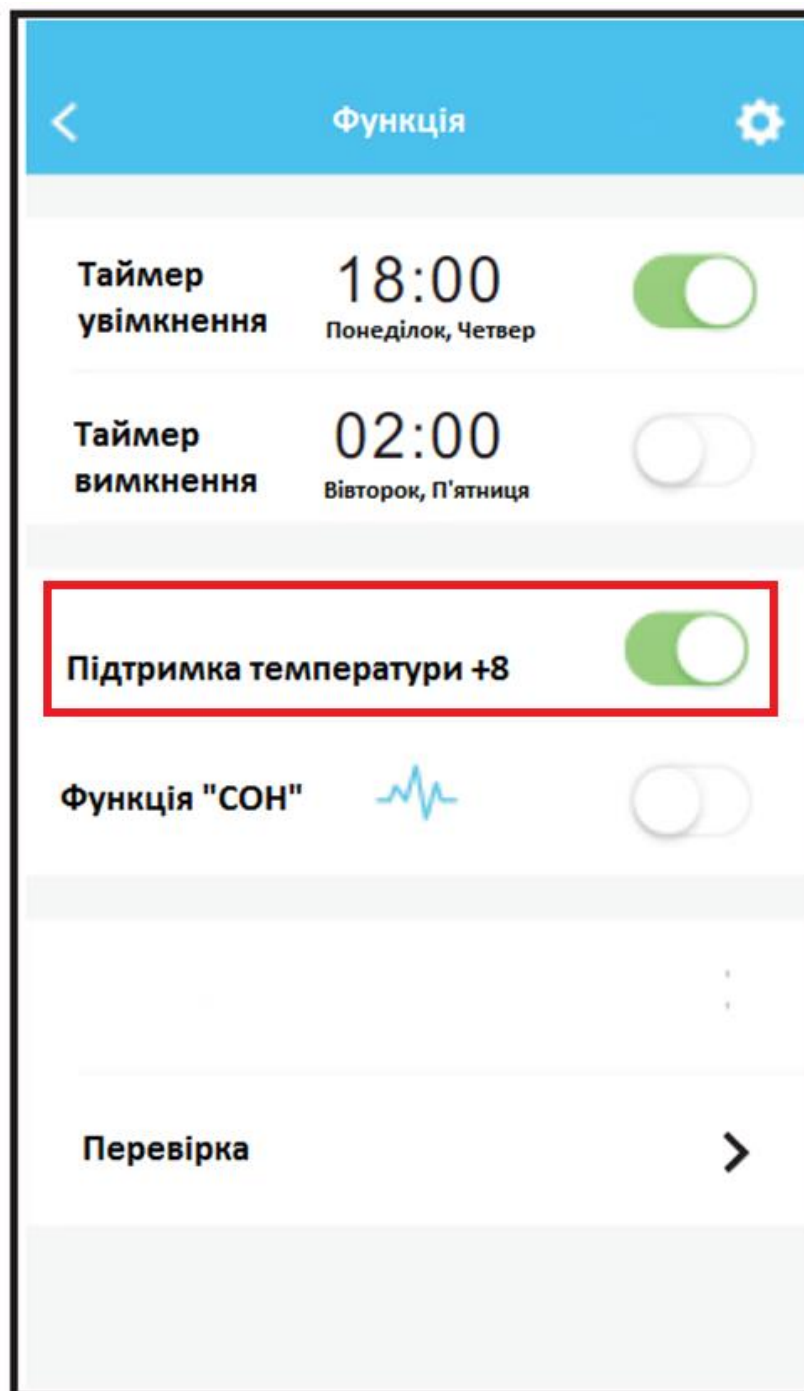 Функція
Таймер
увімкнення
18:00
Понеділок, Четвер
Таймер
вимкнення
02:00
Вівторок, П'ятниця
Підтримка температури +8
Функція "СОН"
Перевірка